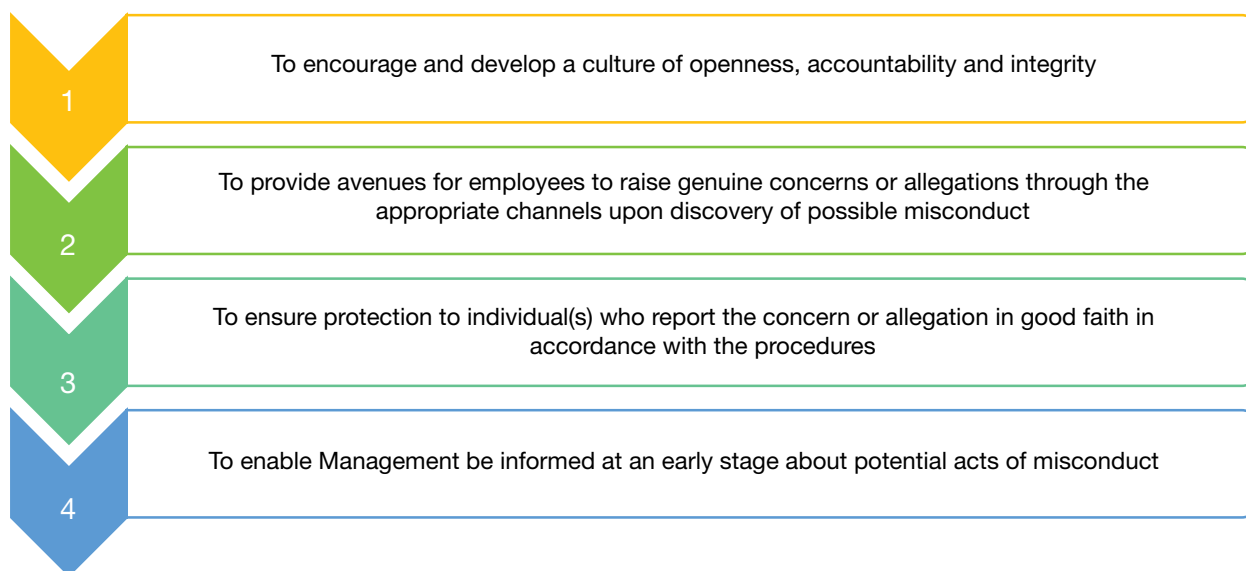 1
To encourage and develop a culture of openness, accountability and integrity
2
To provide avenues for employees to raise genuine concerns or allegations through the
appropriate channels upon discovery of possible misconduct
3
To ensure protection to individual(s) who report the concern or allegation in good faith in
accordance with the procedures
4
To enable Management be informed at an early stage about potential acts of misconduct